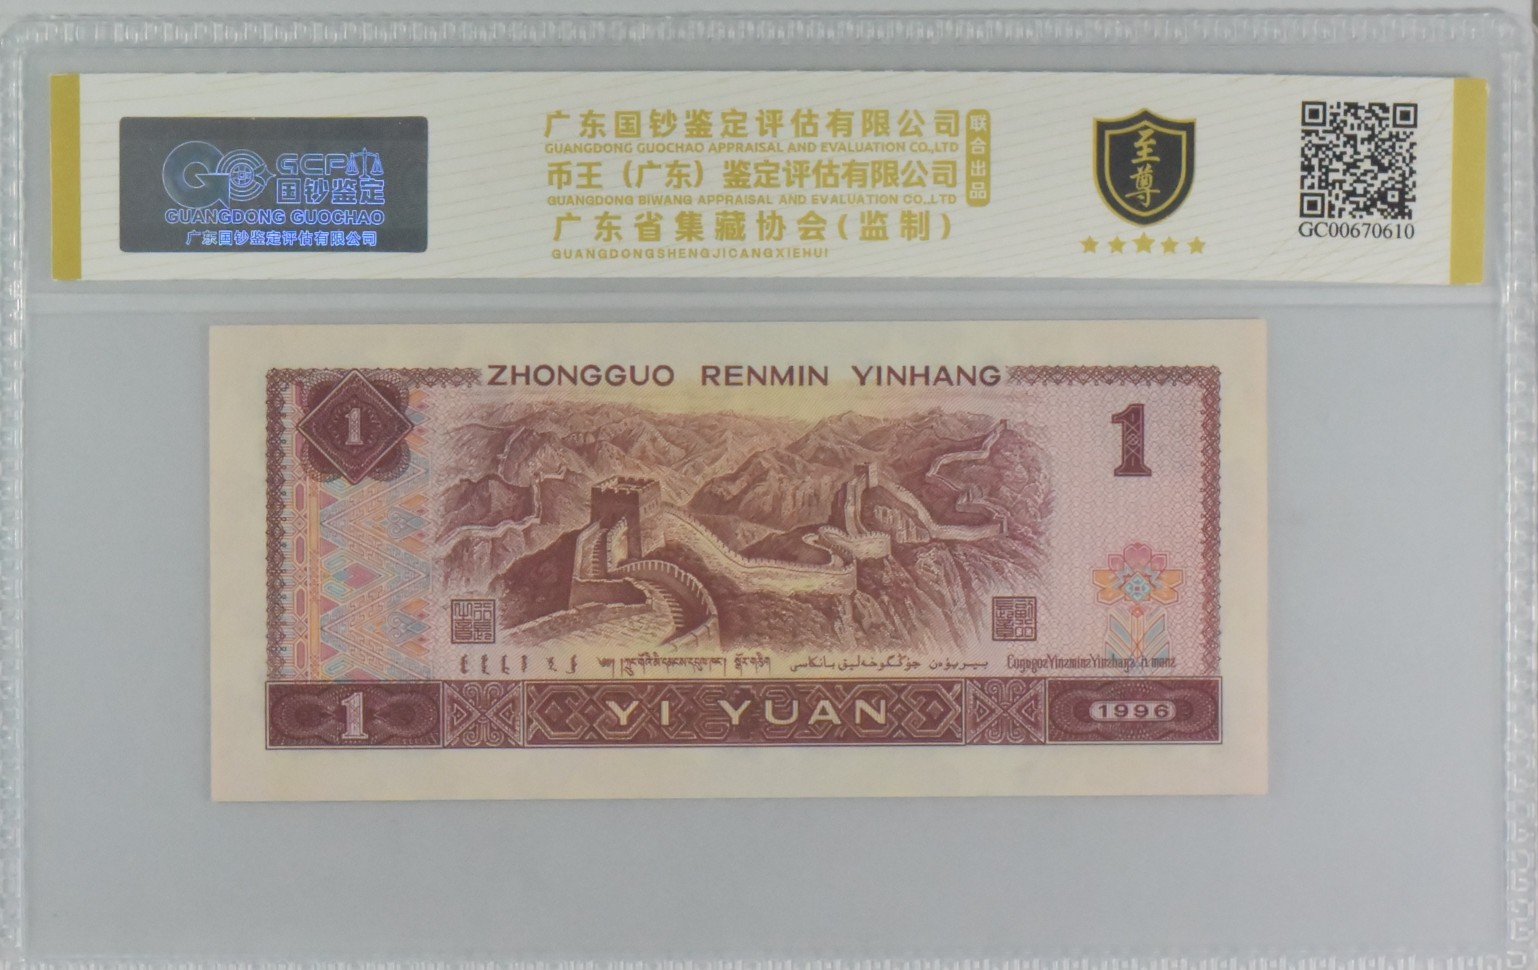 GCP
国钞鉴定
GUANGDONG GUOCHAO
广东国钞鉴定评估有限公司
广东国钞鉴定评估有限公司
GUANGDONG GUOCHAO APPRAISAL AND EVALUATION CO.,LTD
币王（广东）鉴定评估有限公司
GUANGDONG BIWANG APPRAISAL AND EVALUATION CO.,LTD
联合出品
广东省集藏协会(监制)
GUANGDONGSHENGJICANGXIEHUI
至尊
GC00670610
ZHONGGUO RENMIN YINHANG
1
1
1
YI YUAN
1996